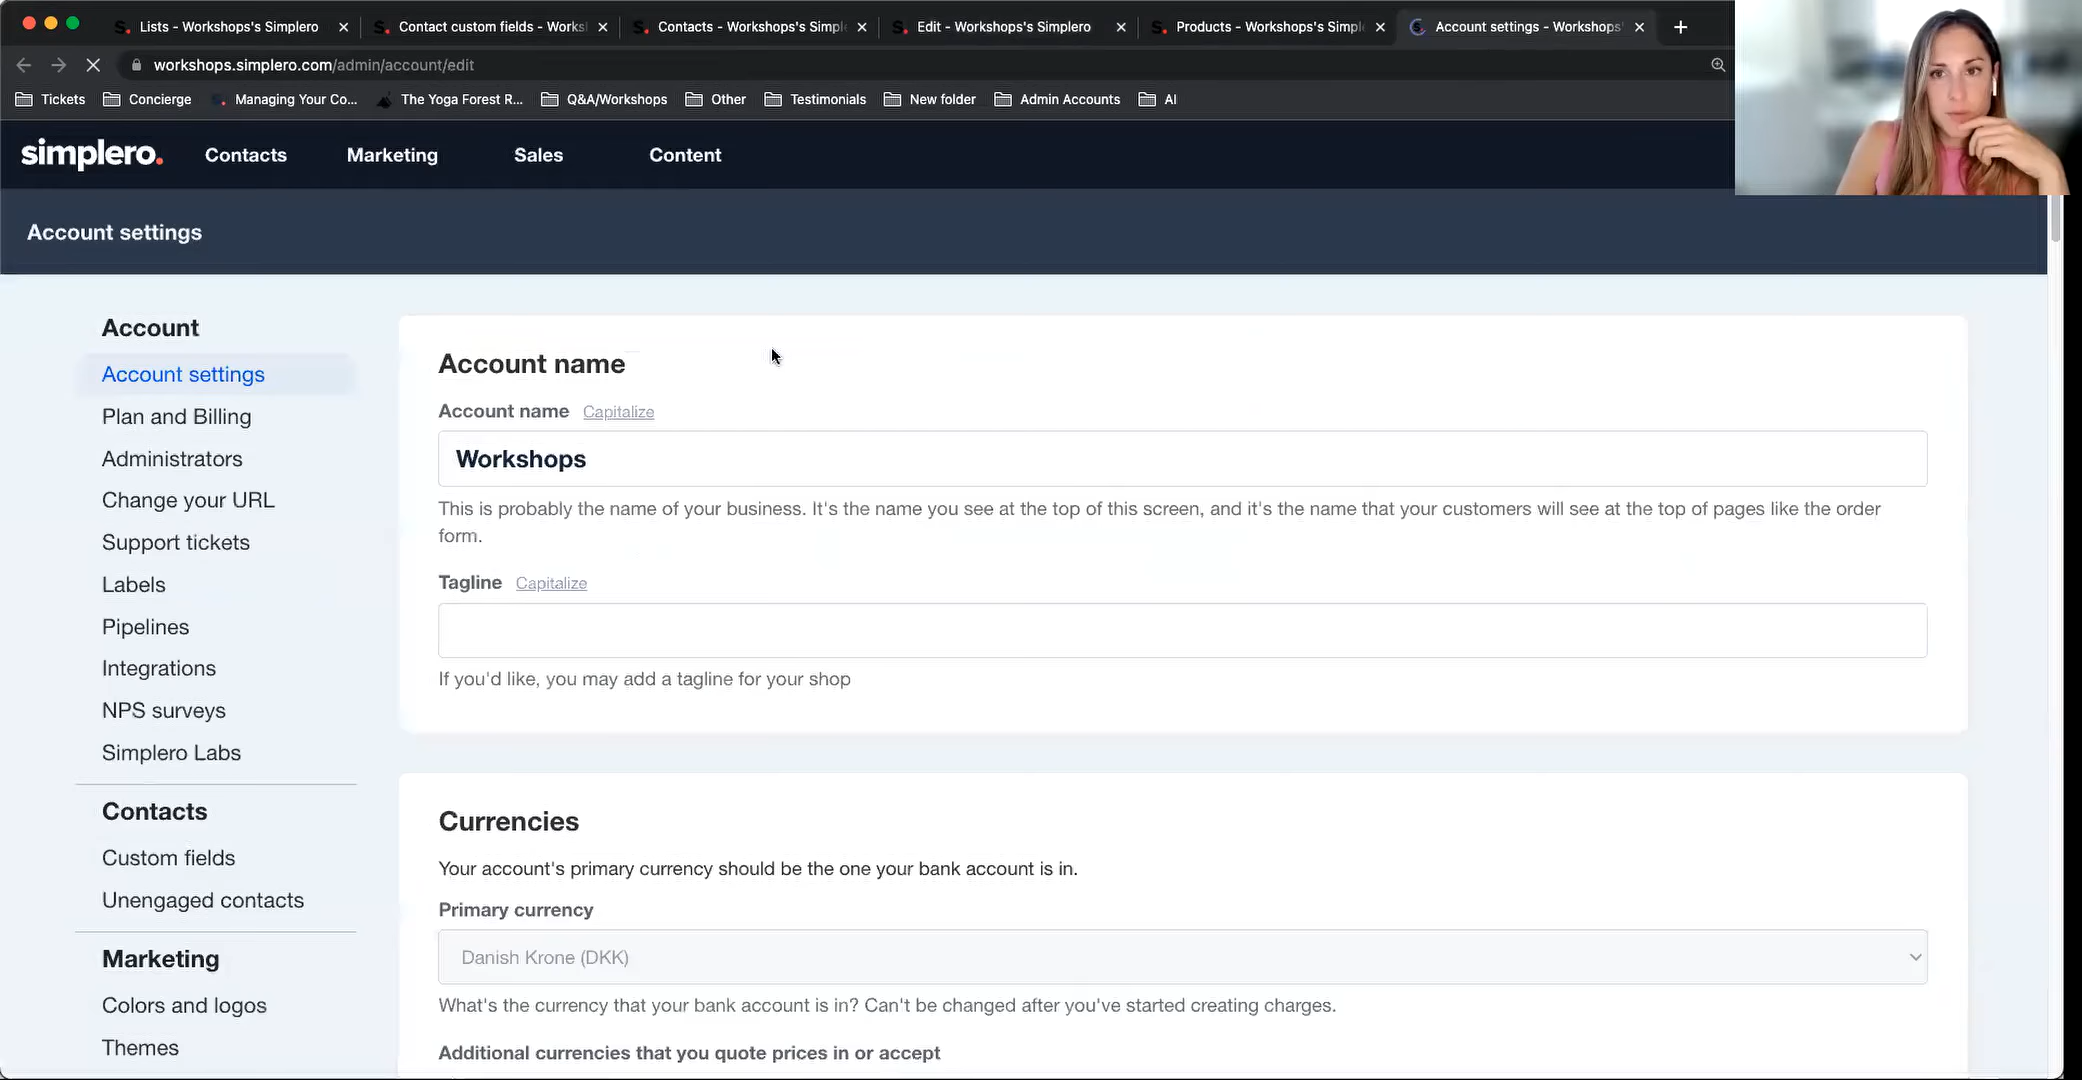 Lists - Workshops's Simplero
Contact custom fields - Works
Contacts - Workshops's Simpl
Edit - Workshops's Simplero
Products - Workshops's Simpl
Account settings - Workshops'
workshops.simplero.com/admin/account/edit
Tickets
Concierge
Managing Your Co...
The Yoga Forest R...
Q&A/Workshops
Other
Testimonials
New folder
Admin Accounts
AI
simplero.
Contacts
Marketing
Sales
Content
Account settings
Account
Account settings
Plan and Billing
Administrators
Change your URL
Support tickets
Labels
Pipelines
Integrations
NPS surveys
Simplero Labs
Contacts
Custom fields
Unengaged contacts
Marketing
Colors and logos
Themes
Account name
Account name Capitalize
Workshops
This is probably the name of your business. It's the name you see at the top of this screen, and it's the name that your customers will see at the top of pages like the order
form.
Tagline Capitalize
If you'd like, you may add a tagline for your shop
Currencies
Your account's primary currency should be the one your bank account is in.
Primary currency
Danish Krone (DKK)
What's the currency that your bank account is in? Can't be changed after you've started creating charges.
Additional currencies that you quote prices in or accept